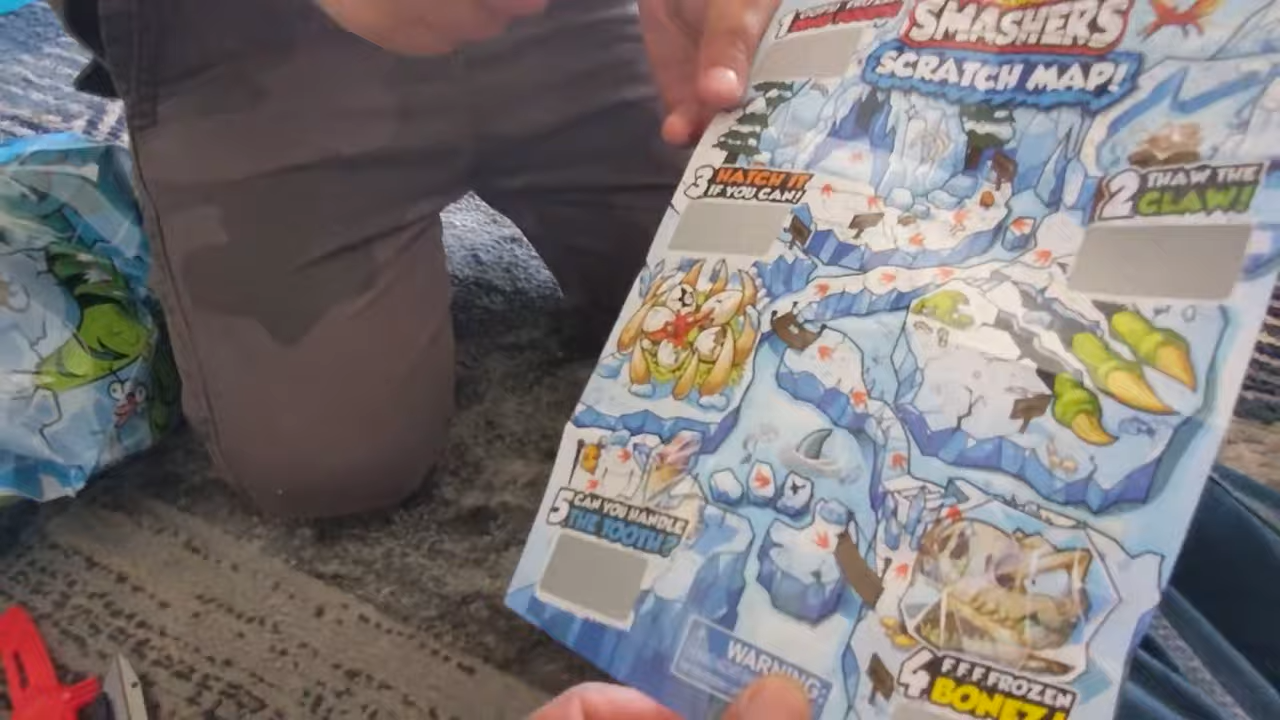 SMASHERS
SCRATCH MAP!
1
2 THAW THE
CLAW!
3 HATCH IT
IF YOU CAN!
5 CAN YOU HANDLE
THE TOOTH?
WARNING:
4 F.F.F.FROZEN
BONEZ!